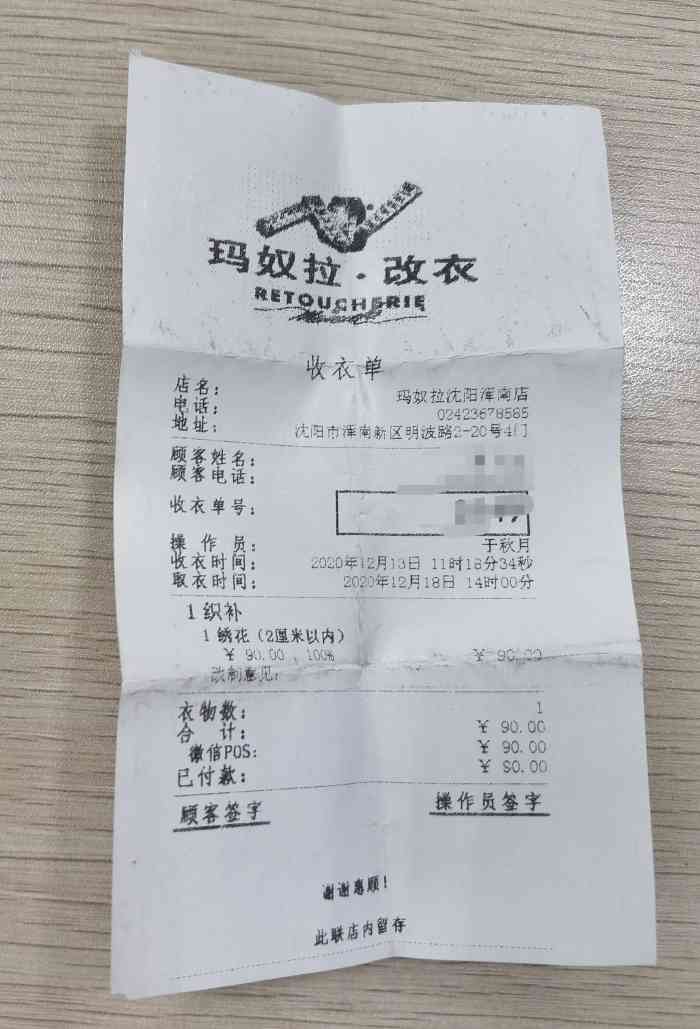 玛奴拉·改衣
RETOUCHERIE
收衣单
店名： 玛奴拉沈阳浑南店
电话： 02423678585
地址： 沈阳市浑南新区明波路2-20号4门
顾客姓名：
顾客电话：
收衣单号：
操作员： 于秋月
收衣时间： 2020年12月13日 11时18分34秒
取衣时间： 2020年12月18日 14时00分
1 织补
1 绣花（2厘米以内）
¥ 90.00 , 100% ¥ 90.00
改制意见：
衣物数： 1
合 计： ¥ 90.00
微信POS: ¥ 90.00
已付款： ¥ 90.00
顾客签字 操作员签字
谢谢惠顾！
此联店内留存